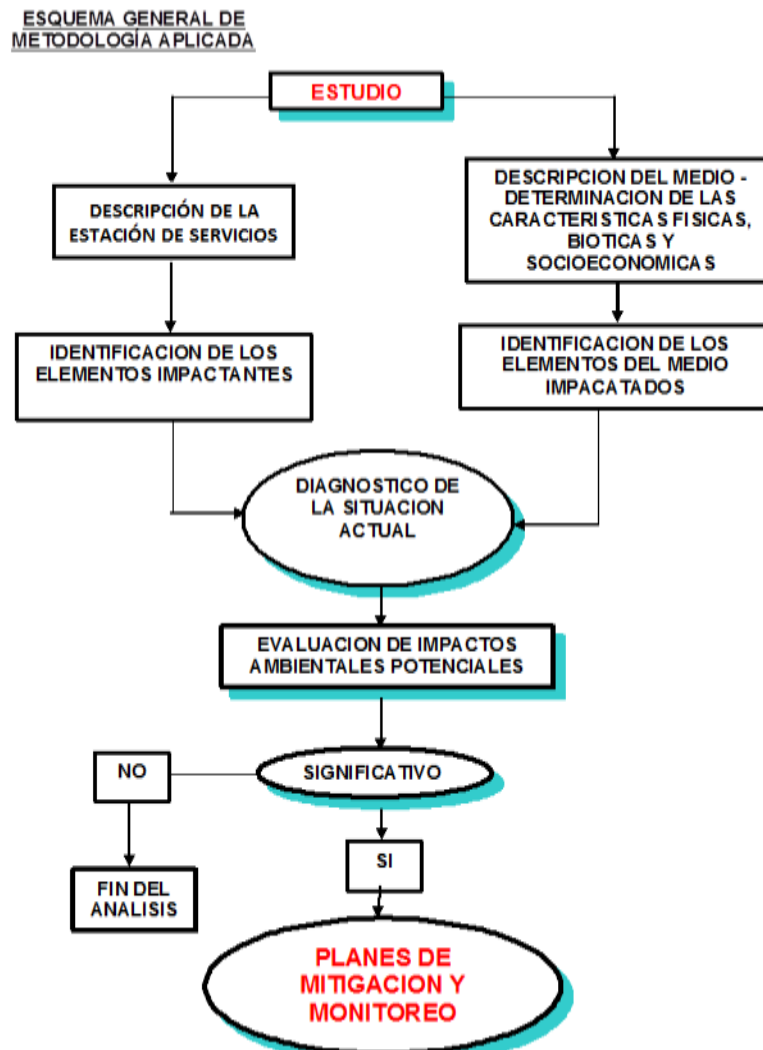 ESQUEMA GENERAL DE
METODOLOGÍA APLICADA
ESTUDIO
DESCRIPCIÓN DE LA
ESTACIÓN DE SERVICIOS
DESCRIPCION DEL MEDIO -
DETERMINACION DE LAS
CARACTERISTICAS FISICAS,
BIOTICAS Y
SOCIOECONOMICAS
IDENTIFICACION DE LOS
ELEMENTOS IMPACTANTES
IDENTIFICACION DE LOS
ELEMENTOS DEL MEDIO
IMPACATADOS
DIAGNOSTICO DE
LA SITUACION
ACTUAL
EVALUACION DE IMPACTOS
AMBIENTALES POTENCIALES
NO
SIGNIFICATIVO
SI
FIN DEL
ANALISIS
PLANES DE
MITIGACION Y
MONITOREO